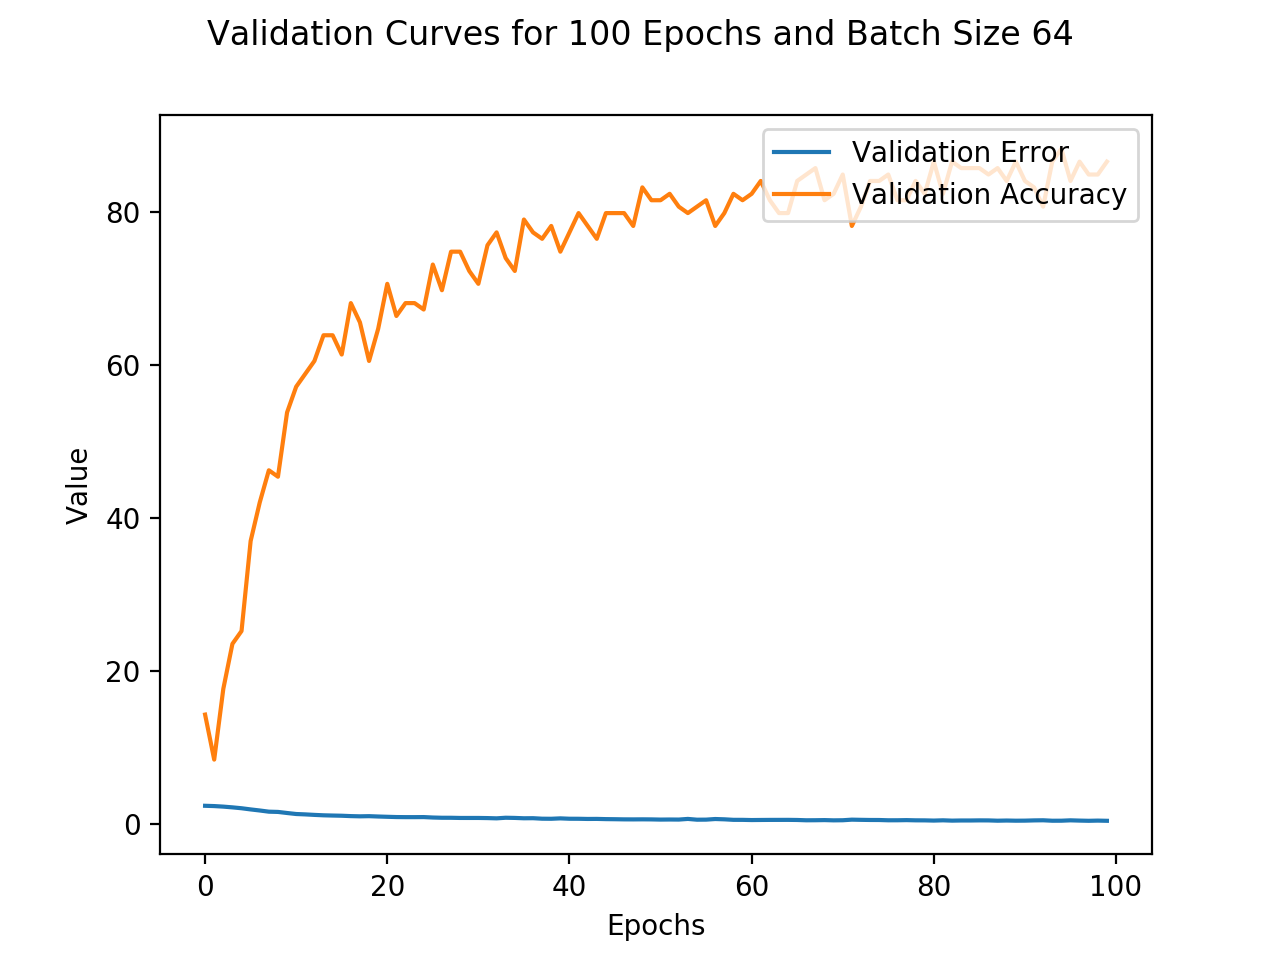 Validation Curves for 100 Epochs and Batch Size 64
Validation Error
Validation Accuracy
80
60
40
20
0
Value
0 20 40 60 80 100
Epochs